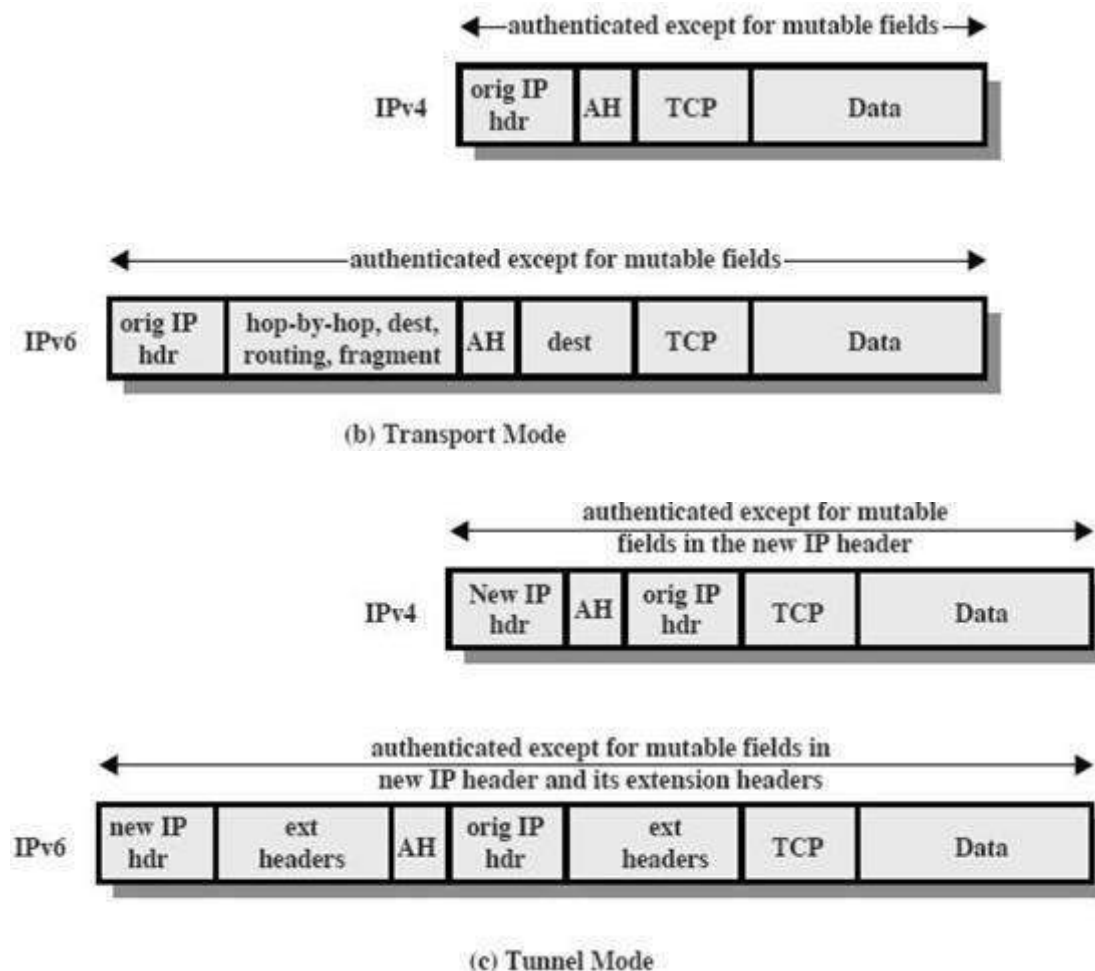 authenticated except for mutable fields
IPv4
orig IP
hdr
AH
TCP
Data
authenticated except for mutable fields
IPv6
orig IP
hdr
hop-by-hop, dest,
routing, fragment
AH
dest
TCP
Data
(b) Transport Mode
authenticated except for mutable
fields in the new IP header
IPv4
New IP
hdr
AH
orig IP
hdr
TCP
Data
authenticated except for mutable fields in
new IP header and its extension headers
IPv6
new IP
hdr
ext
headers
AH
orig IP
hdr
ext
headers
TCP
Data
(c) Tunnel Mode